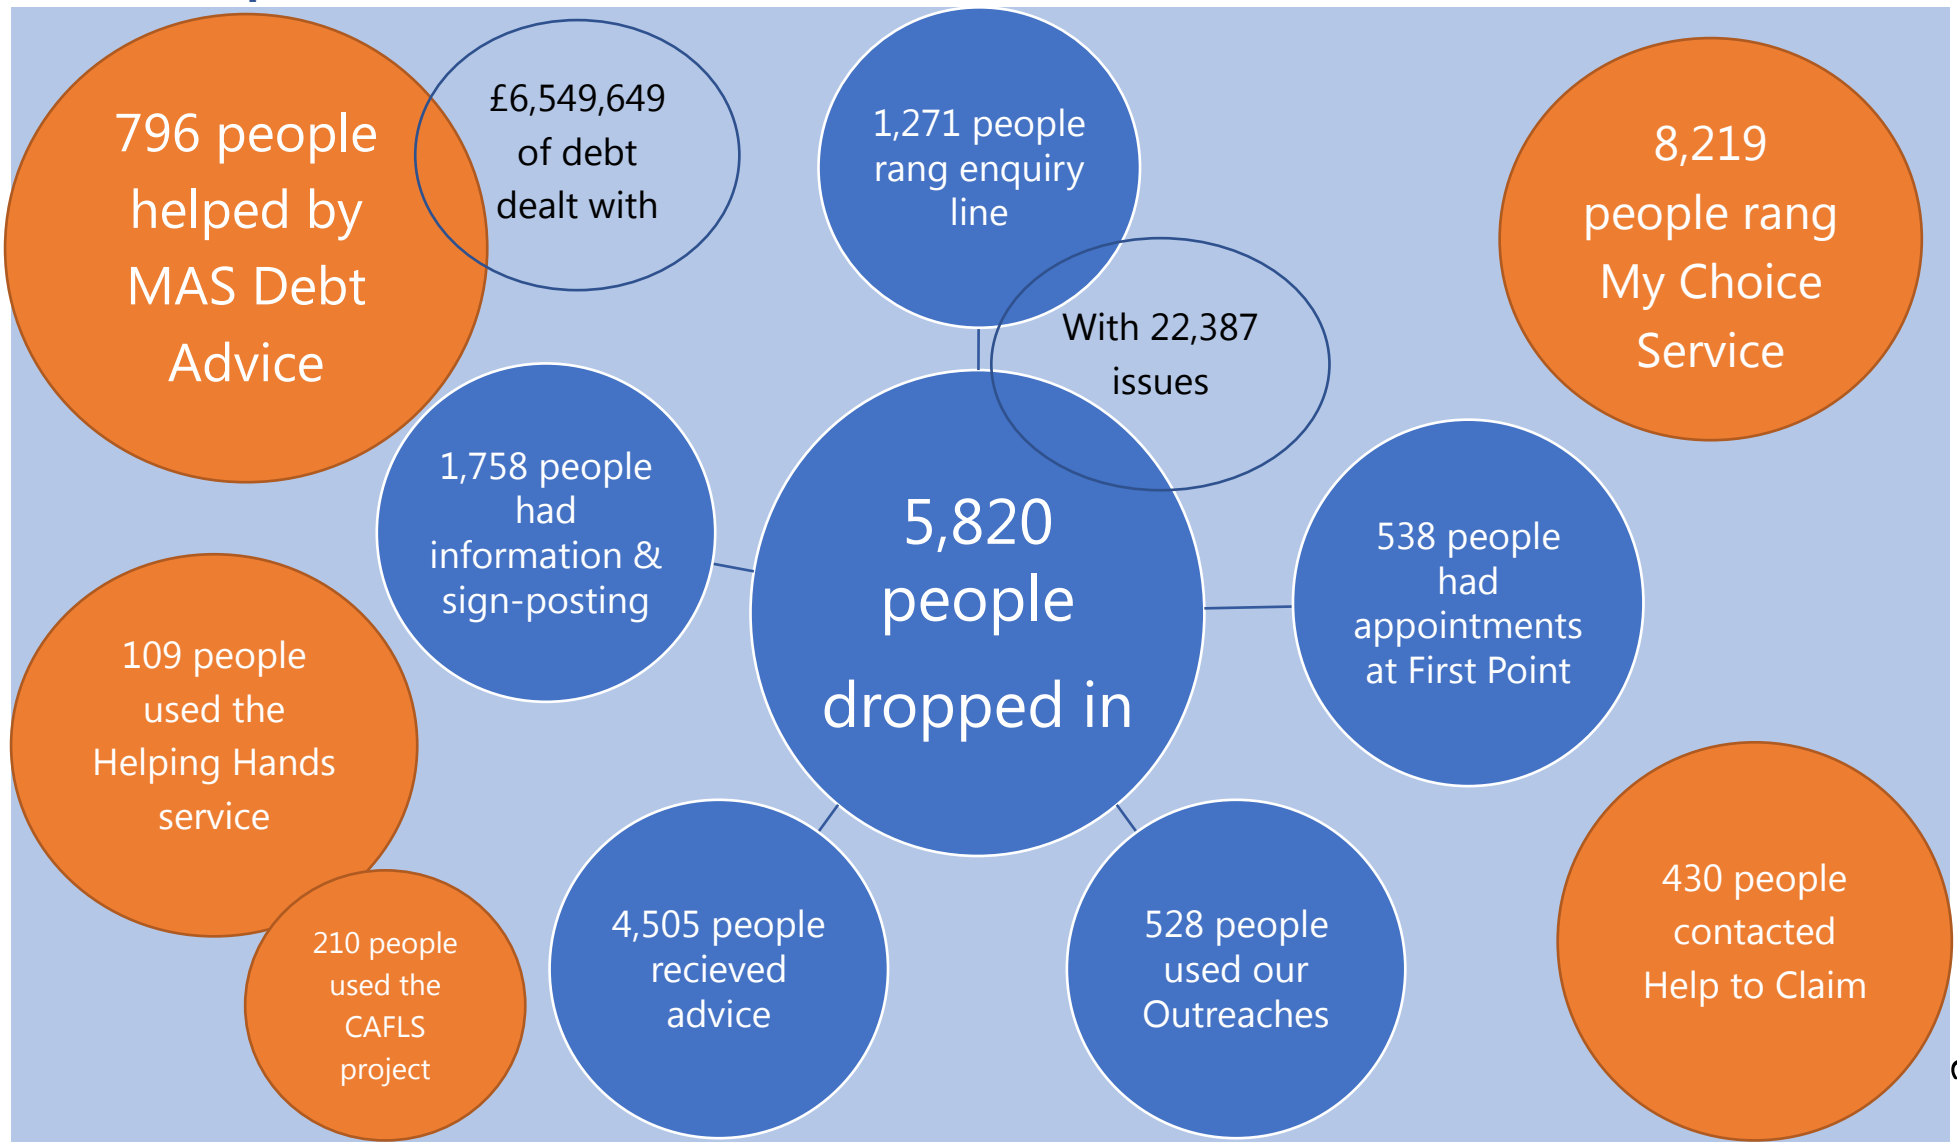 796 people
helped by
MAS Debt
Advice
£6,549,649
of debt
dealt with
1,271 people
rang enquiry
line
8,219
people rang
My Choice
Service
With 22,387
issues
1,758 people
had
information &
sign-posting
5,820
people
dropped in
538 people
had
appointments
at First Point
109 people
used the
Helping Hands
service
210 people
used the
CAFLS
project
4,505 people
recieved
advice
528 people
used our
Outreaches
430 people
contacted
Help to Claim